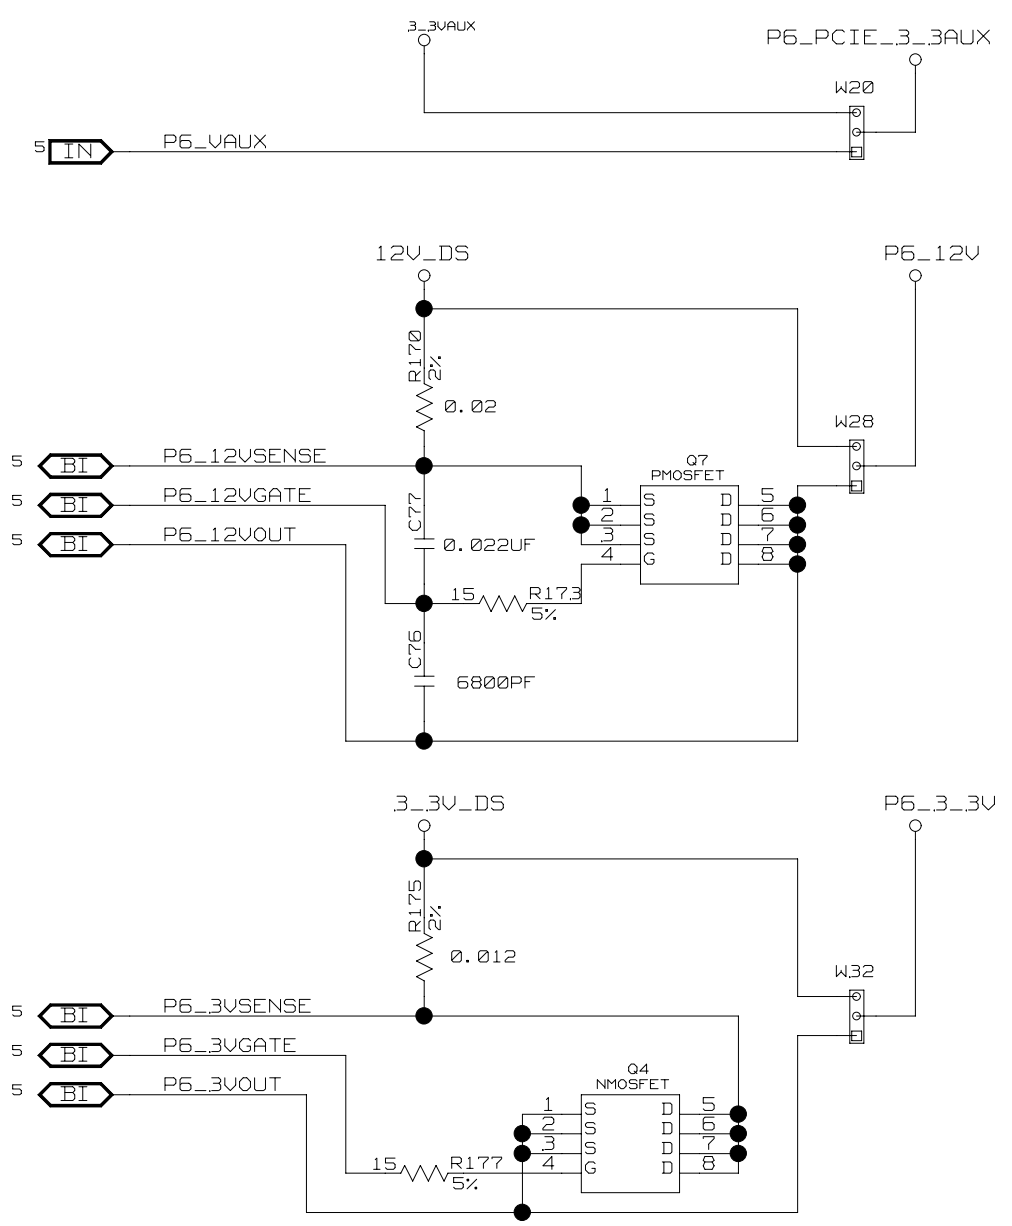 3_3VAUX
P6_PCIE_3_3AUX
W20
5 IN P6_VAUX
12V_DS
P6_12V
R170
2%
0.02
W28
5 BI P6_12VSENSE
5 BI P6_12VGATE
5 BI P6_12VOUT
C77
0.022UF
Q7
PMOSFET
1 S D 5
2 S D 6
3 S D 7
4 G D 8
15 R173
5%
C76
6800PF
3_3V_DS
P6_3_3V
R175
2%
0.012
W32
5 BI P6_3VSENSE
5 BI P6_3VGATE
5 BI P6_3VOUT
Q4
NMOSFET
1 S D 5
2 S D 6
3 S D 7
4 G D 8
15 R177
5%